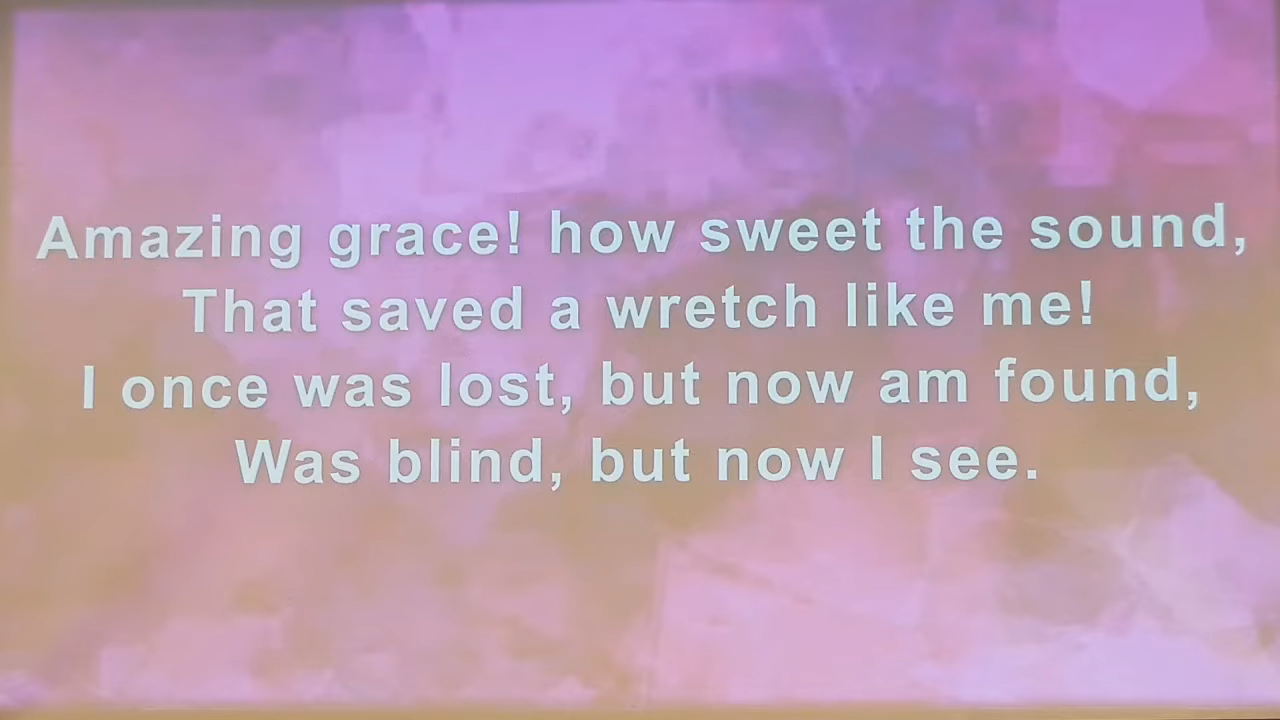 Amazing grace! how sweet the sound,
That saved a wretch like me!
I once was lost, but now am found,
Was blind, but now I see.